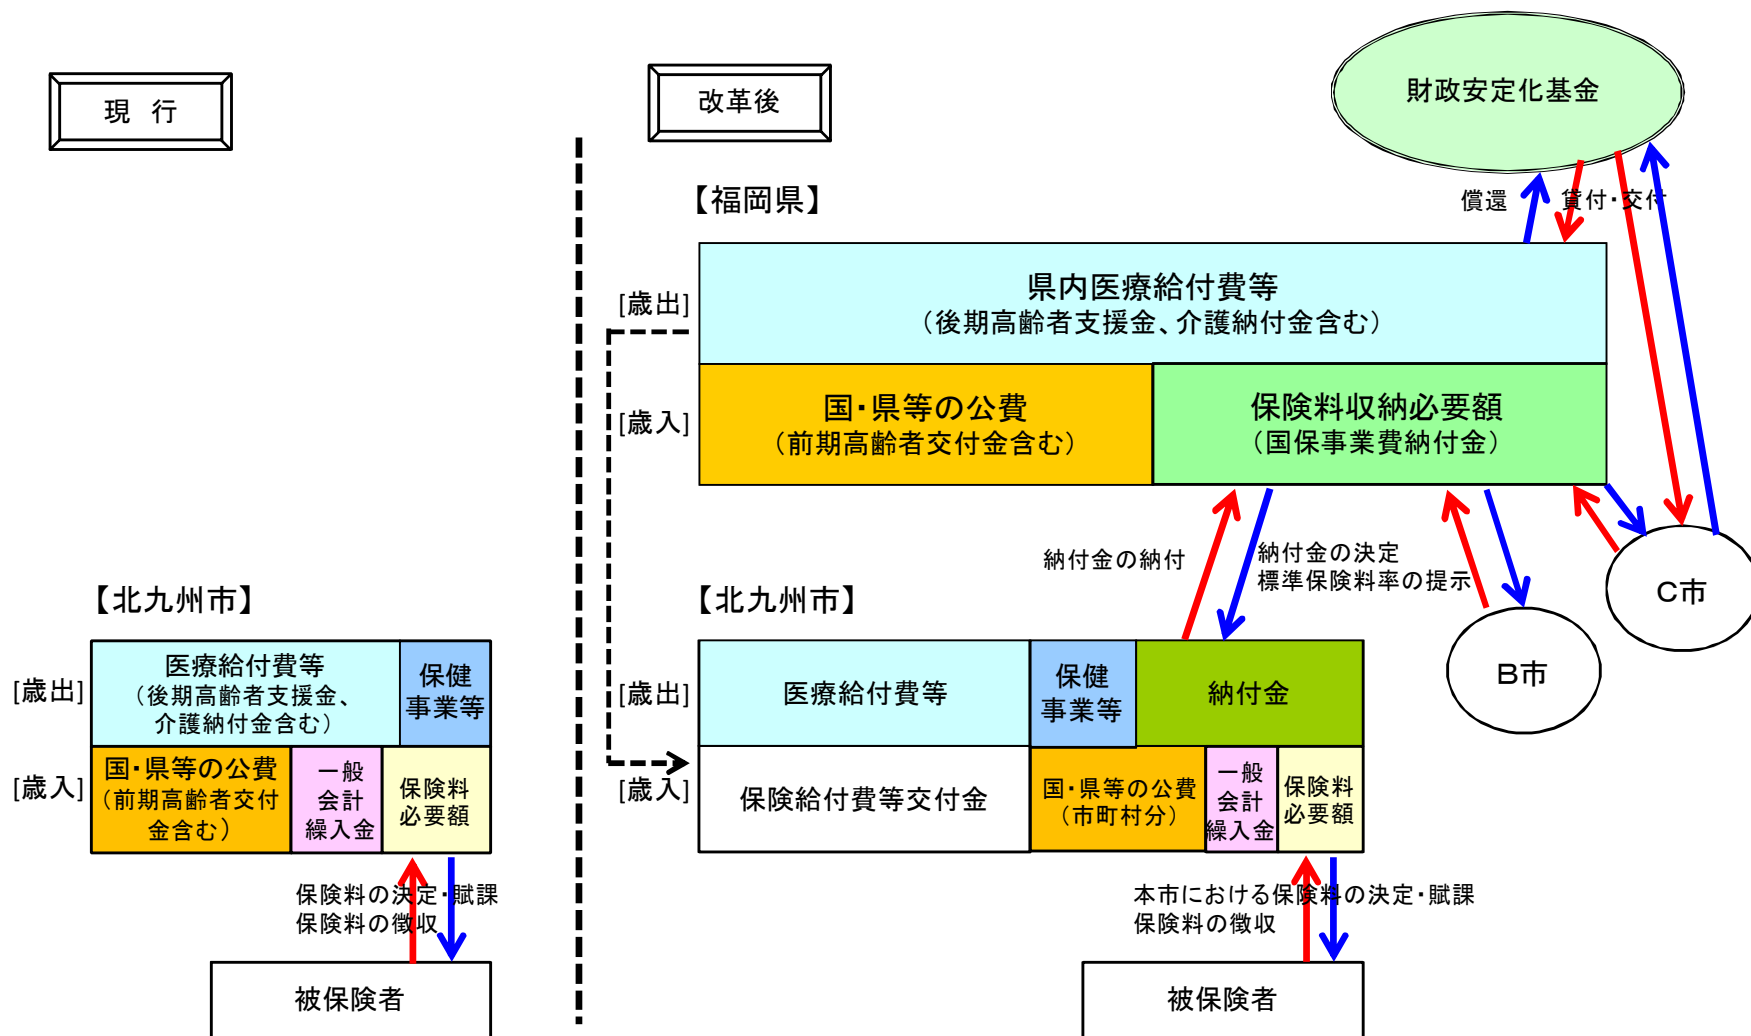 現 行
【北九州市】
[歳出]
医療給付費等
（後期高齢者支援金、
介護納付金含む）
保健
事業等
[歳入]
国・県等の公費
（前期高齢者交付
金含む）
一般
会計
繰入金
保険料
必要額
保険料の決定・賦課
保険料の徴収
被保険者
改革後
財政安定化基金
【福岡県】
償還
貸付・交付
[歳出]
県内医療給付費等
（後期高齢者支援金、介護納付金含む）
[歳入]
国・県等の公費
（前期高齢者交付金含む）
保険料収納必要額
（国保事業費納付金）
納付金の納付
納付金の決定
標準保険料率の提示
C市
B市
【北九州市】
[歳出]
医療給付費等
保健
事業等
納付金
[歳入]
保険給付費等交付金
国・県等の公費
（市町村分）
一般
会計
繰入金
保険料
必要額
本市における保険料の決定・賦課
保険料の徴収
被保険者